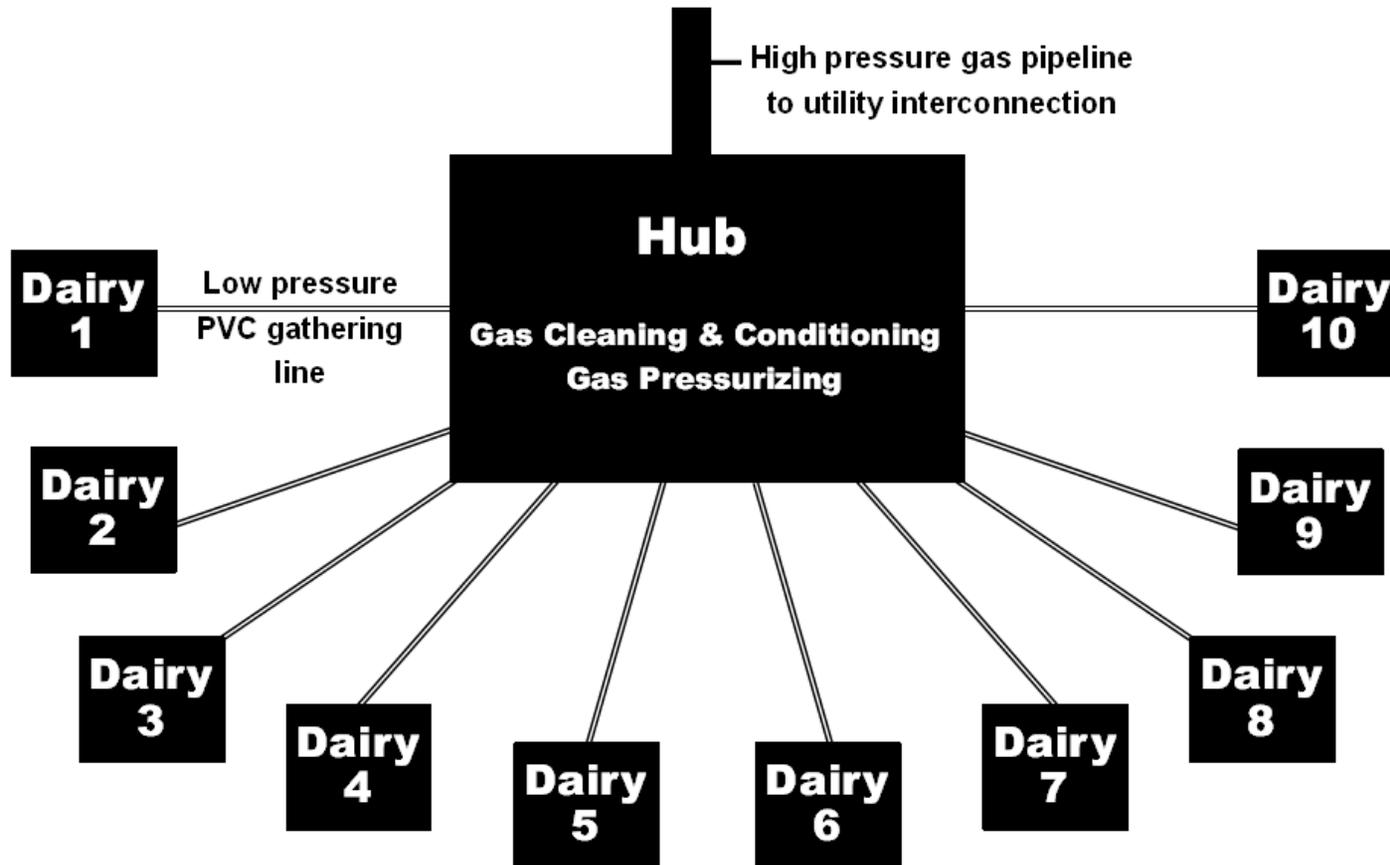 High pressure gas pipeline
to utility interconnection
Hub
Gas Cleaning & Conditioning
Gas Pressurizing
Dairy
1
Low pressure
PVC gathering
line
Dairy
10
Dairy
2
Dairy
9
Dairy
3
Dairy
8
Dairy
4
Dairy
7
Dairy
5
Dairy
6